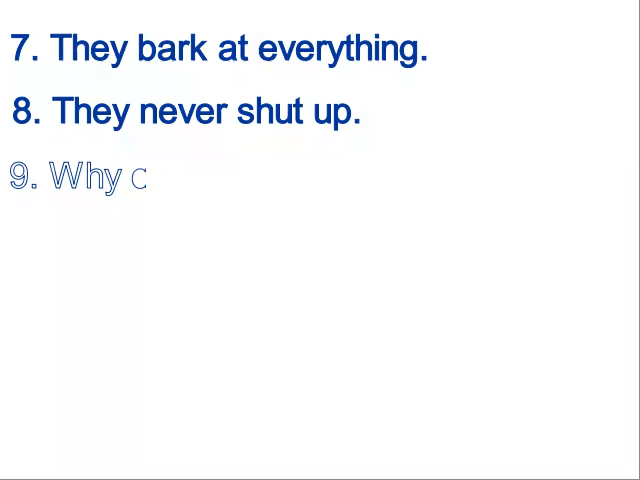 7. They bark at everything.
8. They never shut up.
9. Why